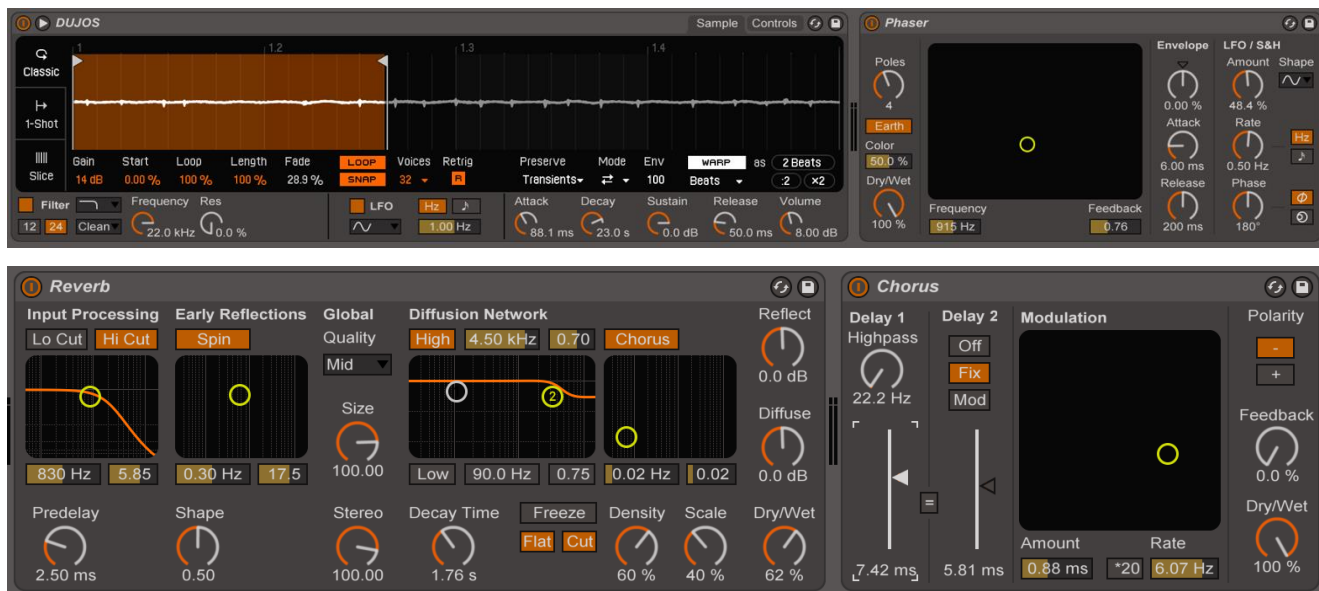 DUJOS Sample Controls
1 1.2 1.3 1.4
Classic
1-Shot
Slice
Gain Start Loop Length Fade LOOP Voices Retrig Preserve Mode Env WARP as 2 Beats
14 dB 0.00 % 100 % 100 % 28.9 % SNAP 32 R Transients 100 Beats :2 ×2
Filter Frequency Res LFO Hz Attack Decay Sustain Release Volume
12 24 Clean 22.0 kHz 0.0 % 1.00 Hz 88.1 ms 23.0 s 0.0 dB 50.0 ms 8.00 dB
Phaser
Envelope LFO / S&H
Poles Amount Shape
4 0.00 % 48.4 %
Earth Attack Rate
Color Hz
50.0 % 6.00 ms 0.50 Hz
Dry/Wet Release Phase
Frequency Feedback
100 % 915 Hz 0.76 200 ms 180°
Reverb
Input Processing Early Reflections Global Diffusion Network Reflect
Lo Cut Hi Cut Spin Quality High 4.50 kHz 0.70 Chorus
Mid 0.0 dB
2
Size Diffuse
830 Hz 5.85 0.30 Hz 17.5 100.00 Low 90.0 Hz 0.75 0.02 Hz 0.02 0.0 dB
Predelay Shape Stereo Decay Time Freeze Density Scale Dry/Wet
Flat Cut
2.50 ms 0.50 100.00 1.76 s 60 % 40 % 62 %
Chorus
Delay 1 Delay 2 Modulation Polarity
Highpass Off -
Fix
+
22.2 Hz Mod
Feedback
0.0 %
=
Dry/Wet
Amount Rate
7.42 ms 5.81 ms 0.88 ms *20 6.07 Hz 100 %